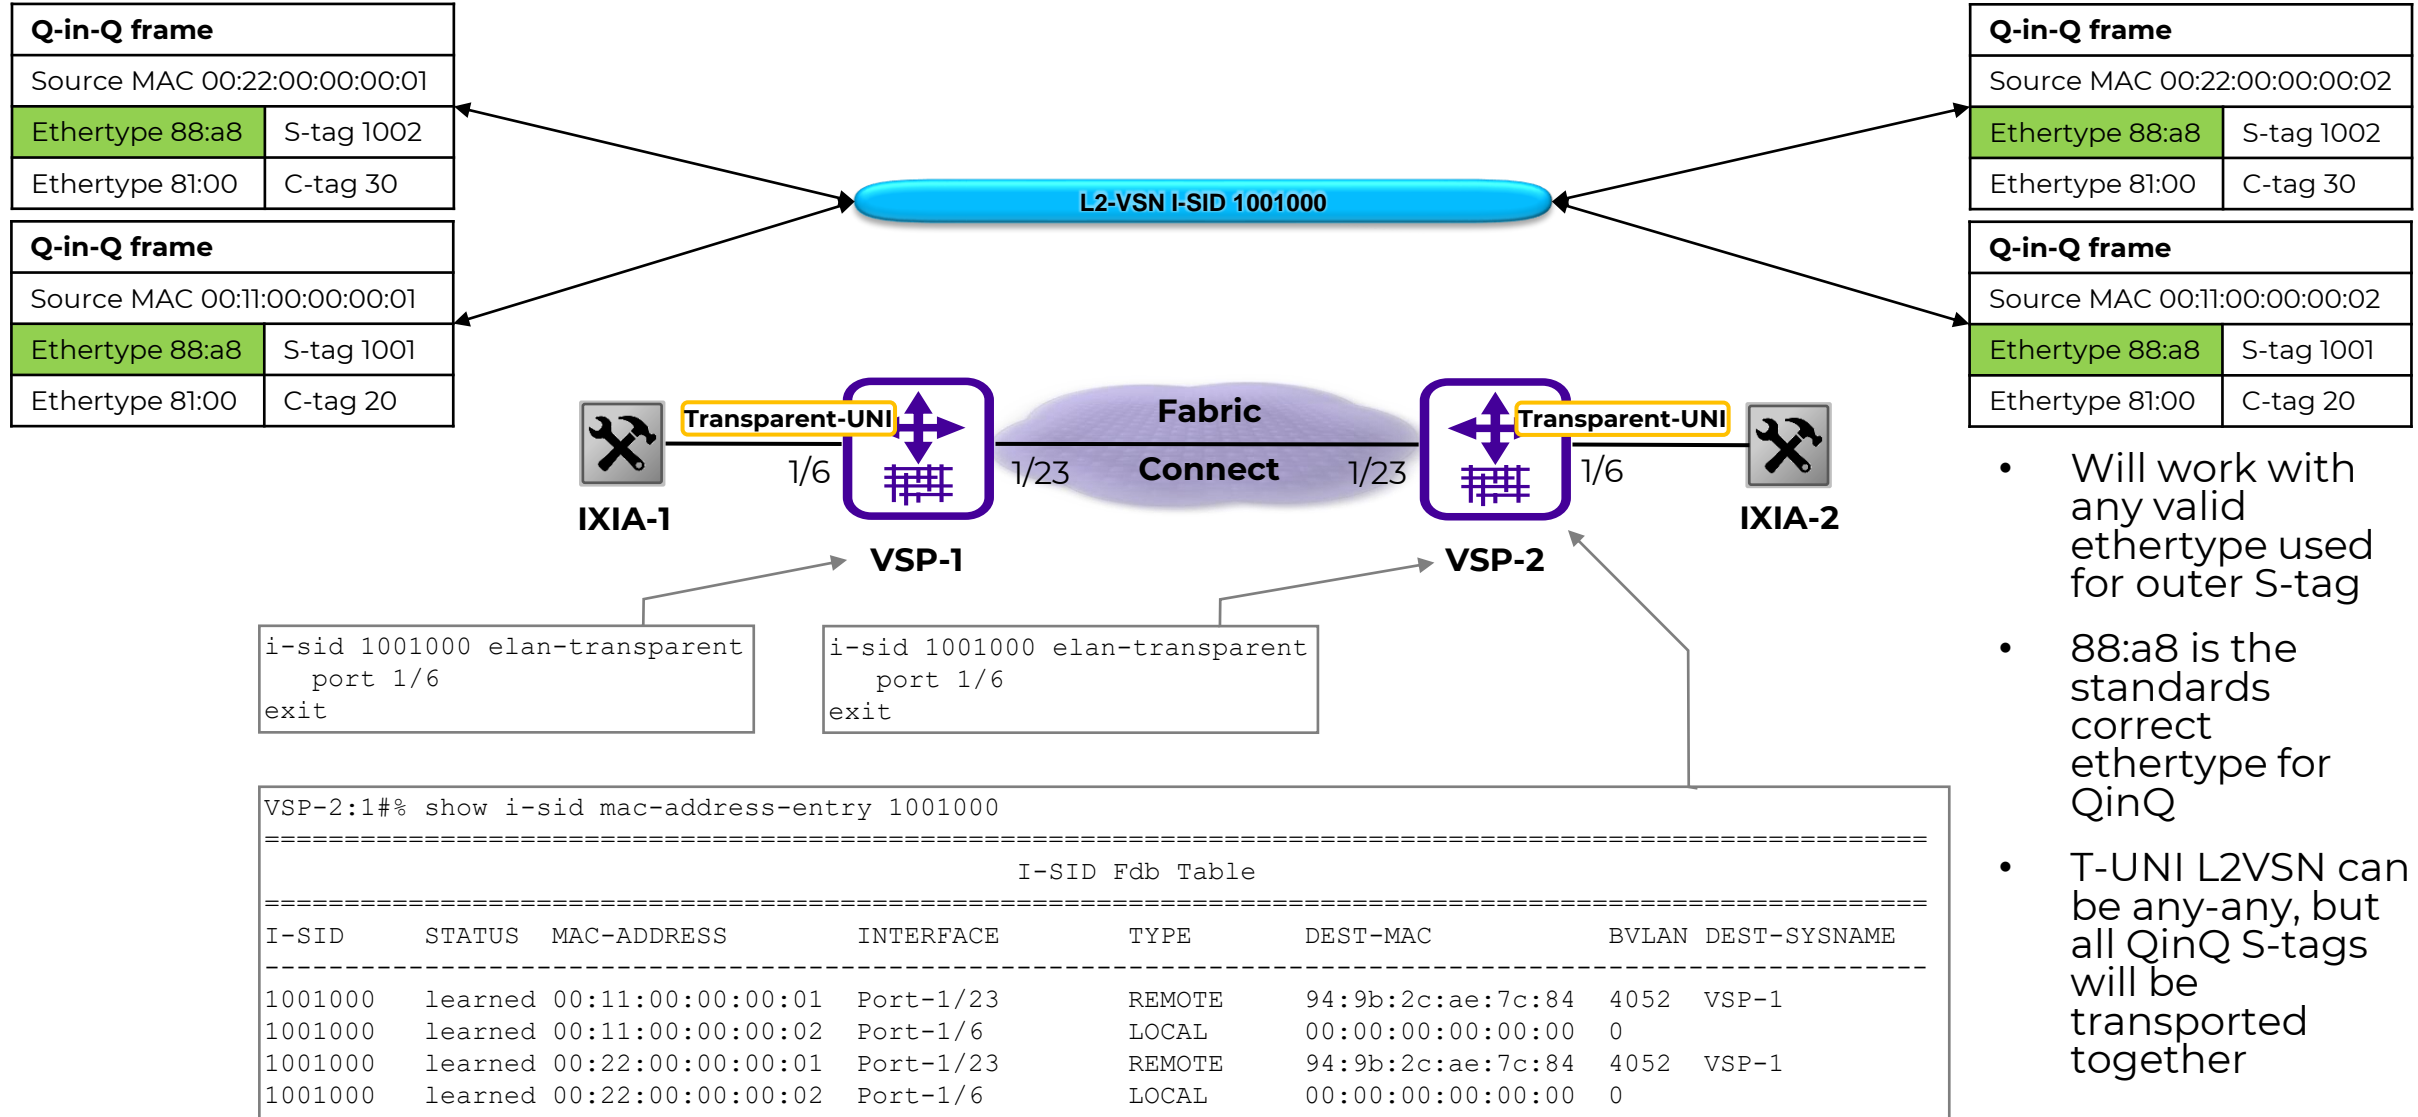 Q-in-Q frame
Source MAC 00:22:00:00:00:01
Ethertype 88:a8 S-tag 1002
Ethertype 81:00 C-tag 30
Q-in-Q frame
Source MAC 00:11:00:00:00:01
Ethertype 88:a8 S-tag 1001
Ethertype 81:00 C-tag 20
L2-VSN I-SID 1001000
Q-in-Q frame
Source MAC 00:22:00:00:00:02
Ethertype 88:a8 S-tag 1002
Ethertype 81:00 C-tag 30
Q-in-Q frame
Source MAC 00:11:00:00:00:02
Ethertype 88:a8 S-tag 1001
Ethertype 81:00 C-tag 20
Transparent-UNI
Fabric
Transparent-UNI
1/6
1/23
Connect
1/23
1/6
IXIA-1
IXIA-2
VSP-1
VSP-2
i-sid 1001000 elan-transparent
port 1/6
exit
i-sid 1001000 elan-transparent
port 1/6
exit
VSP-2:1#% show i-sid mac-address-entry 1001000
========================================================================================================
I-SID Fdb Table
========================================================================================================
I-SID STATUS MAC-ADDRESS INTERFACE TYPE DEST-MAC BVLAN DEST-SYSNAME
--------------------------------------------------------------------------------------------------------
1001000 learned 00:11:00:00:00:01 Port-1/23 REMOTE 94:9b:2c:ae:7c:84 4052 VSP-1
1001000 learned 00:11:00:00:00:02 Port-1/6 LOCAL 00:00:00:00:00:00 0
1001000 learned 00:22:00:00:00:01 Port-1/23 REMOTE 94:9b:2c:ae:7c:84 4052 VSP-1
1001000 learned 00:22:00:00:00:02 Port-1/6 LOCAL 00:00:00:00:00:00 0
• Will work with
any valid
ethertype used
for outer S-tag
• 88:a8 is the
standards
correct
ethertype for
QinQ
• T-UNI L2VSN can
be any-any, but
all QinQ S-tags
will be
transported
together